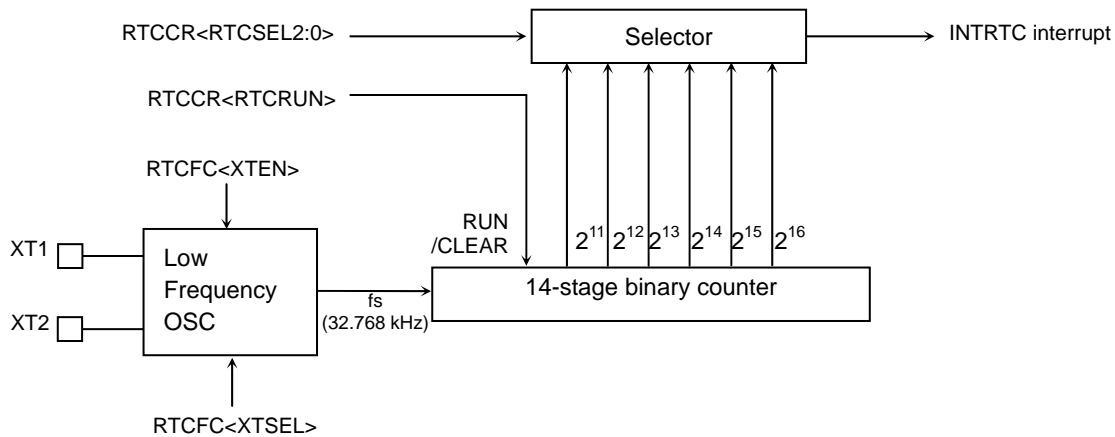 RTCCR<RTCSEL2:0>
Selector
INTRTC interrupt
RTCCR<RTCRUN>
RTCFC<XTEN>
RUN
/CLEAR
2^11 2^12 2^13 2^14 2^15 2^16
XT1
Low
Frequency
OSC
14-stage binary counter
fs
(32.768 kHz)
XT2
RTCFC<XTSEL>